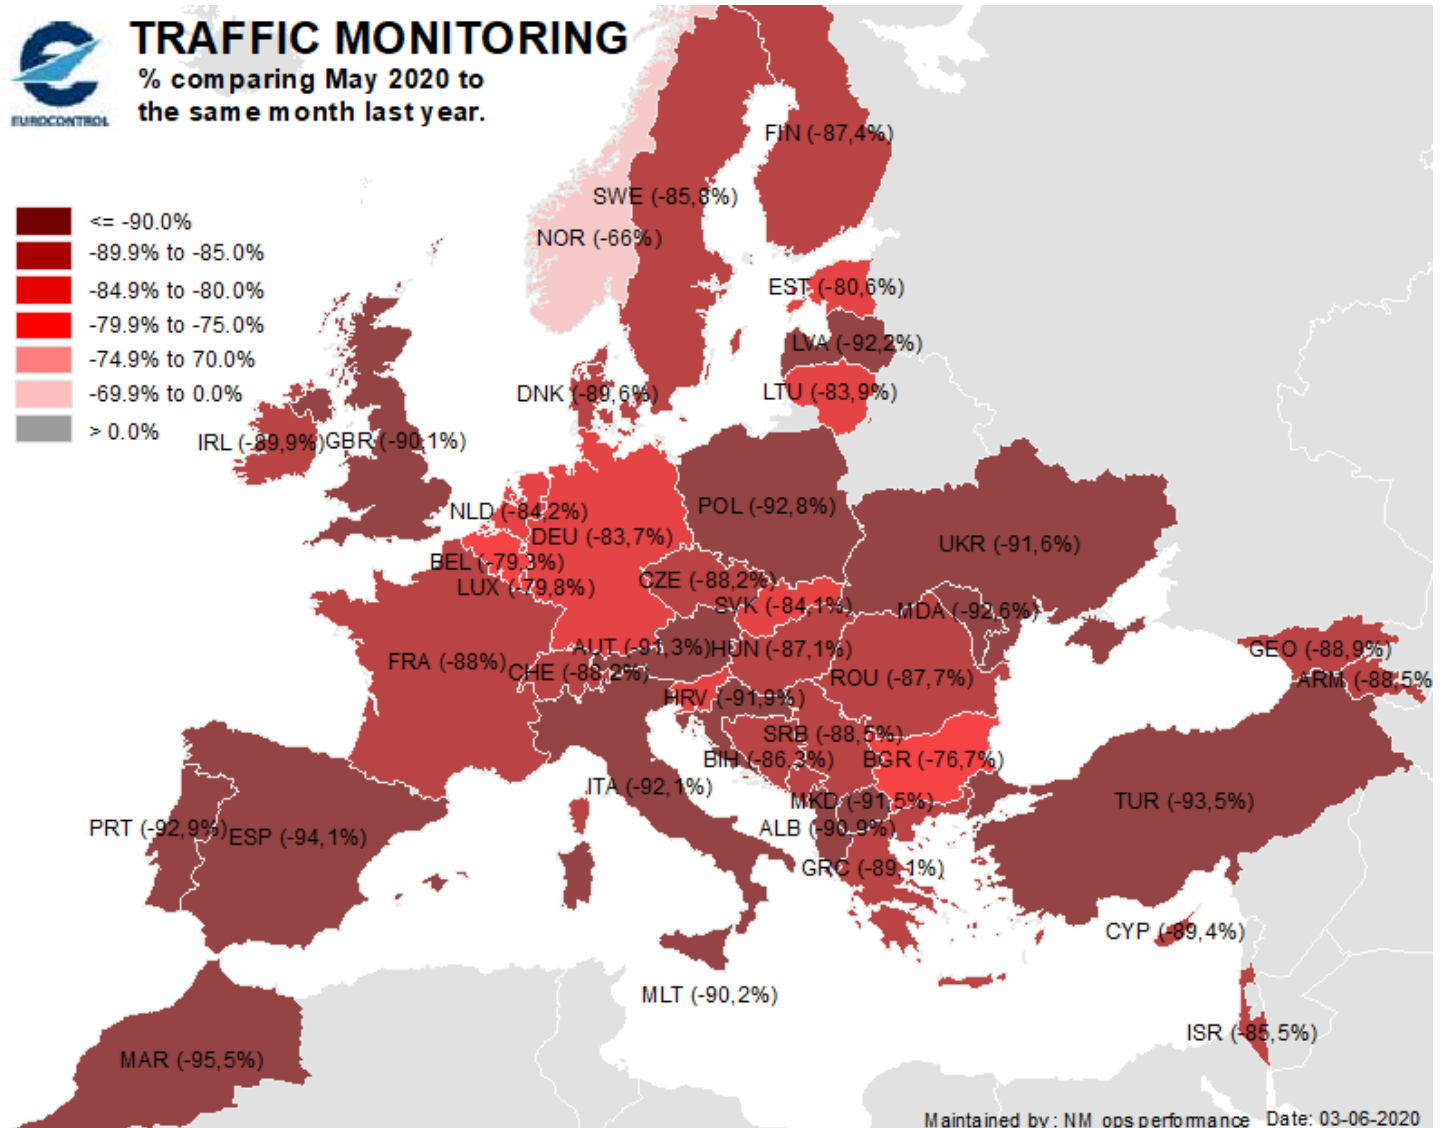 TRAFFIC MONITORING
% comparing May 2020 to
the same month last year.
EUROCONTROL
<= -90.0%
-89.9% to -85.0%
-84.9% to -80.0%
-79.9% to -75.0%
-74.9% to 70.0%
-69.9% to 0.0%
> 0.0%
FIN (-87,4%)
SWE (-85,8%)
NOR (-66%)
EST (-80,6%)
LVA (-92,2%)
DNK (-89,6%)
LTU (-83,9%)
IRL (-89,9%)
GBR (-90,1%)
NLD (-84,2%)
POL (-92,8%)
DEU (-83,7%)
UKR (-91,6%)
BEL (-79,3%)
LUX (-79,8%)
CZE (-88,2%)
SVK (-84,1%)
MDA (-92,6%)
AUT (-91,3%)
HUN (-87,1%)
GEO (-88,9%)
FRA (-88%)
CHE (-88,2%)
ROU (-87,7%)
ARM (-88,5%
HRV (-91,9%)
SRB (-88,5%)
BIH (-86,3%)
BGR (-76,7%)
ITA (-92,1%)
MKD (-91,5%)
TUR (-93,5%)
PRT (-92,9%)
ESP (-94,1%)
ALB (-90,9%)
GRC (-89,1%)
CYP (-89,4%)
MLT (-90,2%)
ISR (-85,5%)
MAR (-95,5%)
Maintained by: NM ops performance Date: 03-06-2020